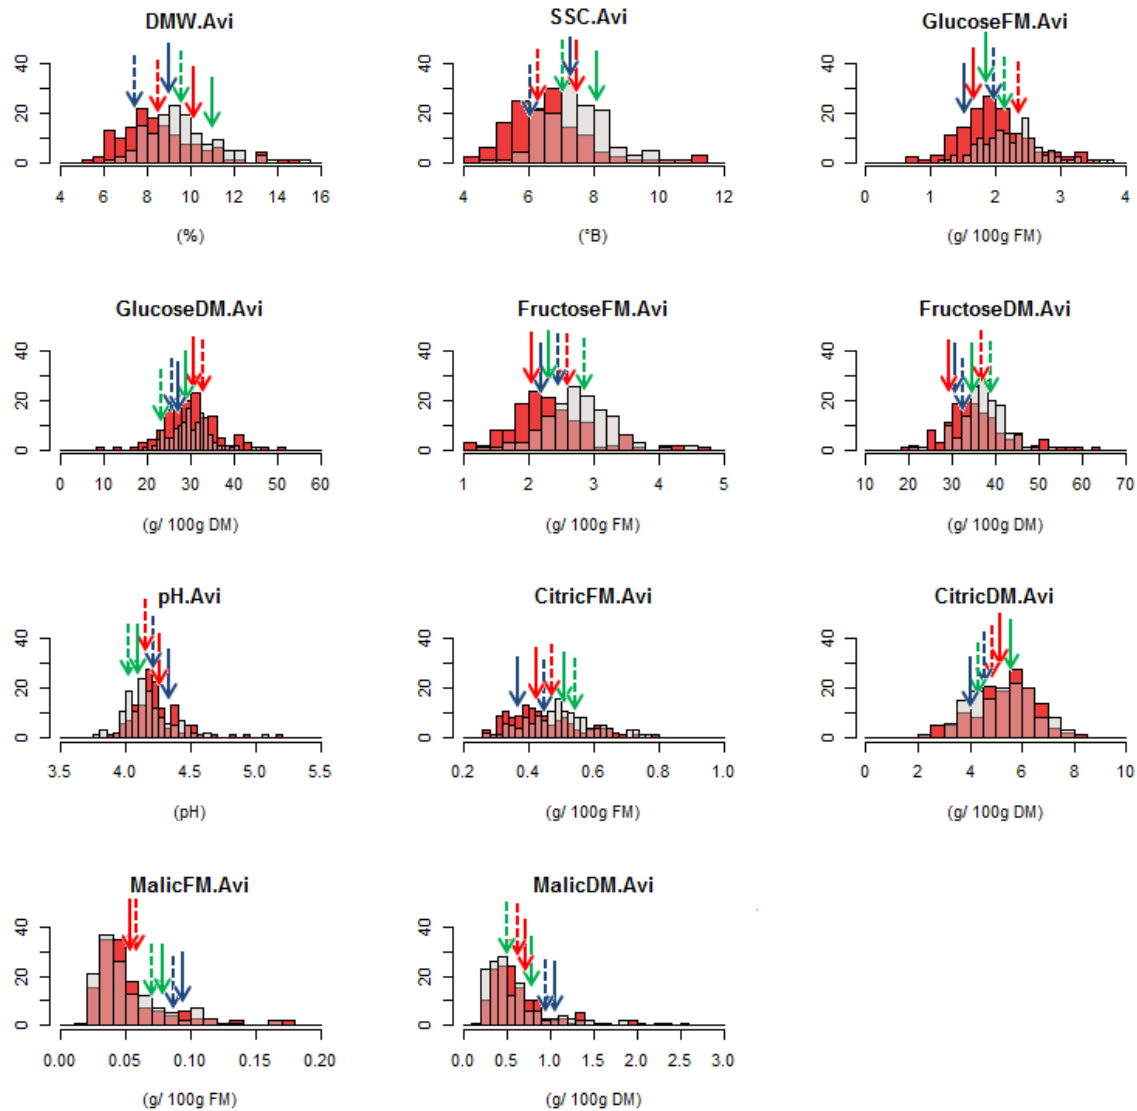 DMW.Avi
SSC.Avi
GlucoseFM.Avi
40
20
0
4 6 8 10 12 14 16
(%)
40
20
0
4 6 8 10 12
(°B)
40
20
0
0 1 2 3 4
(g/ 100g FM)
GlucoseDM.Avi
FructoseFM.Avi
FructoseDM.Avi
40
20
0
0 10 20 30 40 50 60
(g/ 100g DM)
40
20
0
1 2 3 4 5
(g/ 100g FM)
40
20
0
10 20 30 40 50 60 70
(g/ 100g DM)
pH.Avi
CitricFM.Avi
CitricDM.Avi
40
20
0
3.5 4.0 4.5 5.0 5.5
(pH)
40
20
0
0.2 0.4 0.6 0.8 1.0
(g/ 100g FM)
40
20
0
0 2 4 6 8 10
(g/ 100g DM)
MalicFM.Avi
MalicDM.Avi
40
20
0
0.00 0.05 0.10 0.15 0.20
(g/ 100g FM)
40
20
0
0.0 0.5 1.0 1.5 2.0 2.5 3.0
(g/ 100g DM)